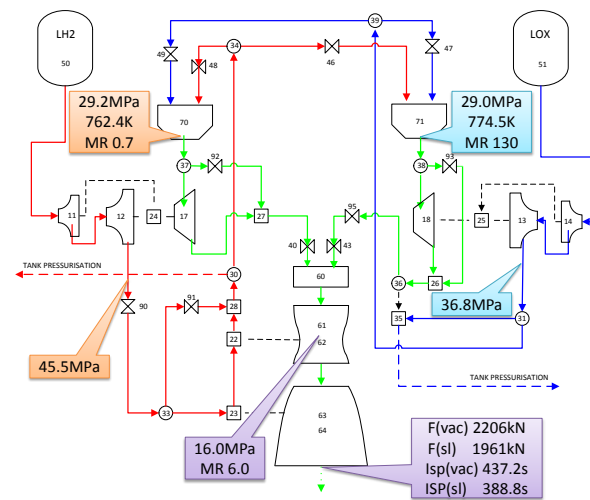 39
LH2
50
LOX
51
49
48
34
46
47
29.2MPa
762.4K
MR 0.7
70
71
29.0MPa
774.5K
MR 130
37
92
38
93
11
12
24
17
27
95
18
25
13
14
40
43
TANK PRESSURISATION
30
60
36
26
36.8MPa
90
91
28
35
31
61
62
22
45.5MPa
TANK PRESSURISATION
33
23
63
64
16.0MPa
MR 6.0
F(vac) 2206kN
F(sl) 1961kN
Isp(vac) 437.2s
ISP(sl) 388.8s